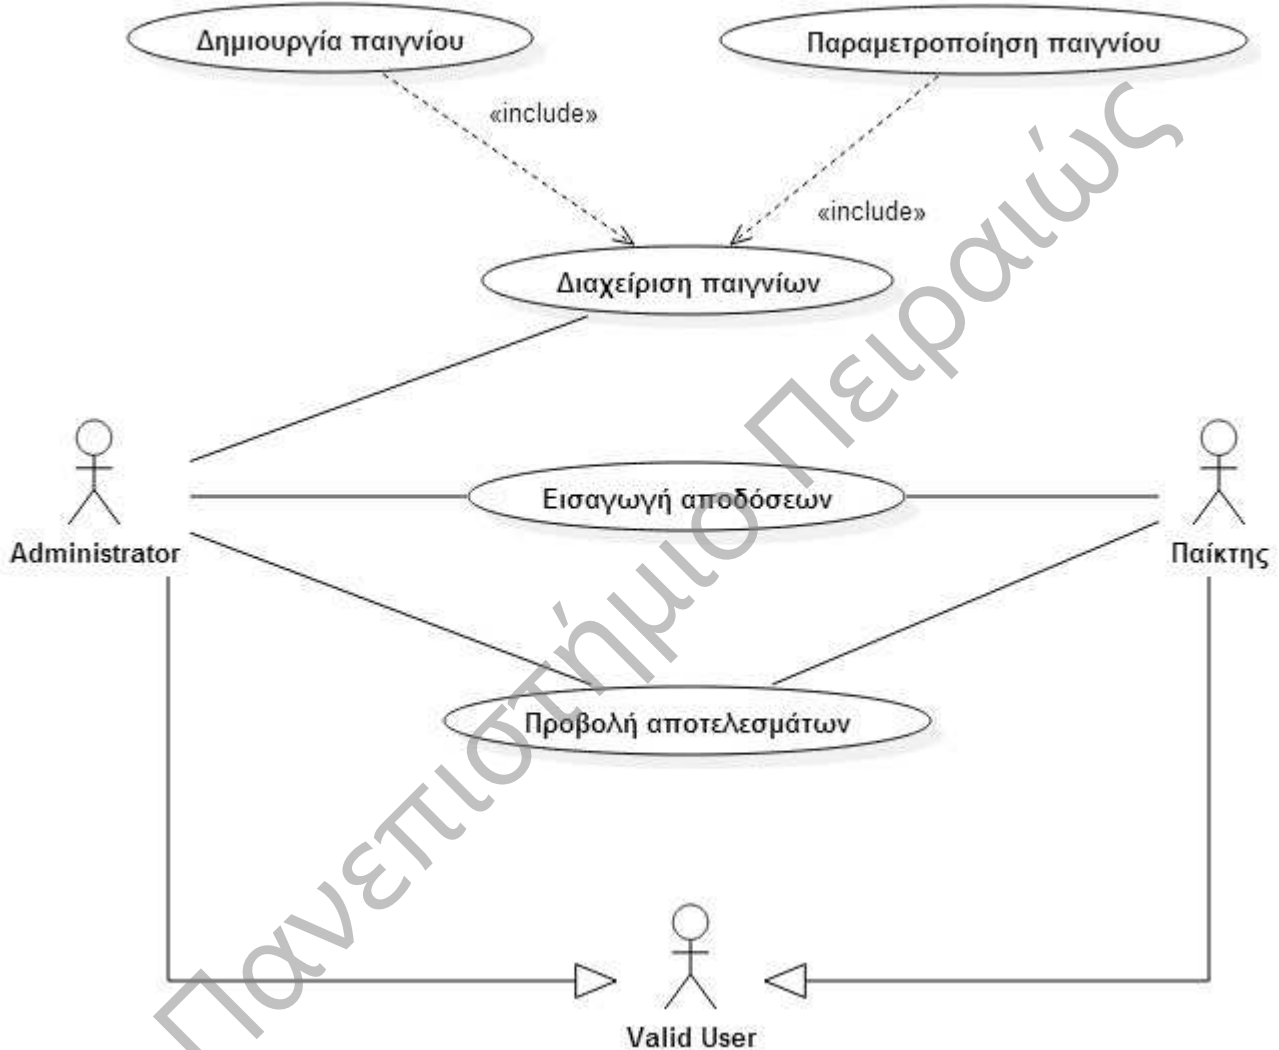 Δημιουργία παιγνίου
Παραμετροποίηση παιγνίου
«include»
«include»
Διαχείριση παιγνίων
Εισαγωγή αποδόσεων
Administrator
Παίκτης
Προβολή αποτελεσμάτων
Valid User
Πανεπιστήμιο Πειραιώς